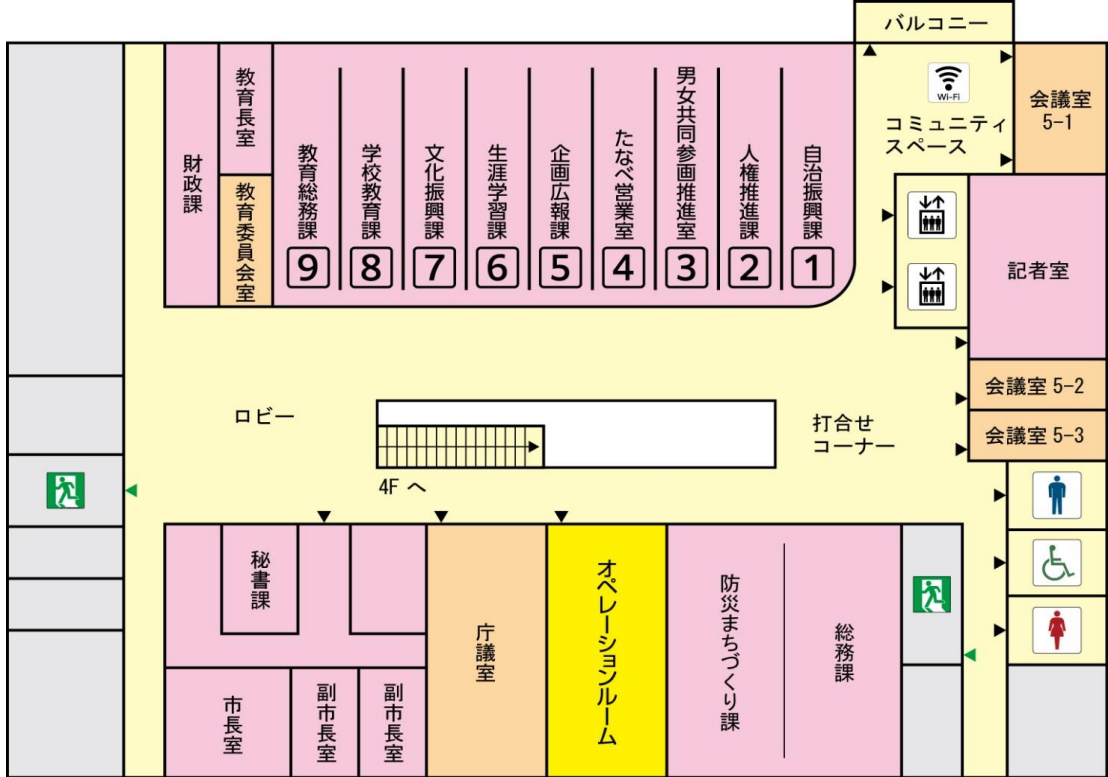 バルコニー
Wi-Fi
コミュニティ
スペース
会議室
5-1
財政課
教育長室
教育委員会室
教育総務課
9
学校教育課
8
文化振興課
7
生涯学習課
6
企画広報課
5
たなべ営業室
4
男女共同参画推進室
3
人権推進課
2
自治振興課
1
記者室
会議室 5-2
会議室 5-3
ロビー
打合せ
コーナー
4F へ
秘書課
市長室
副市長室
副市長室
庁議室
オペレーションルーム
防災まちづくり課
総務課